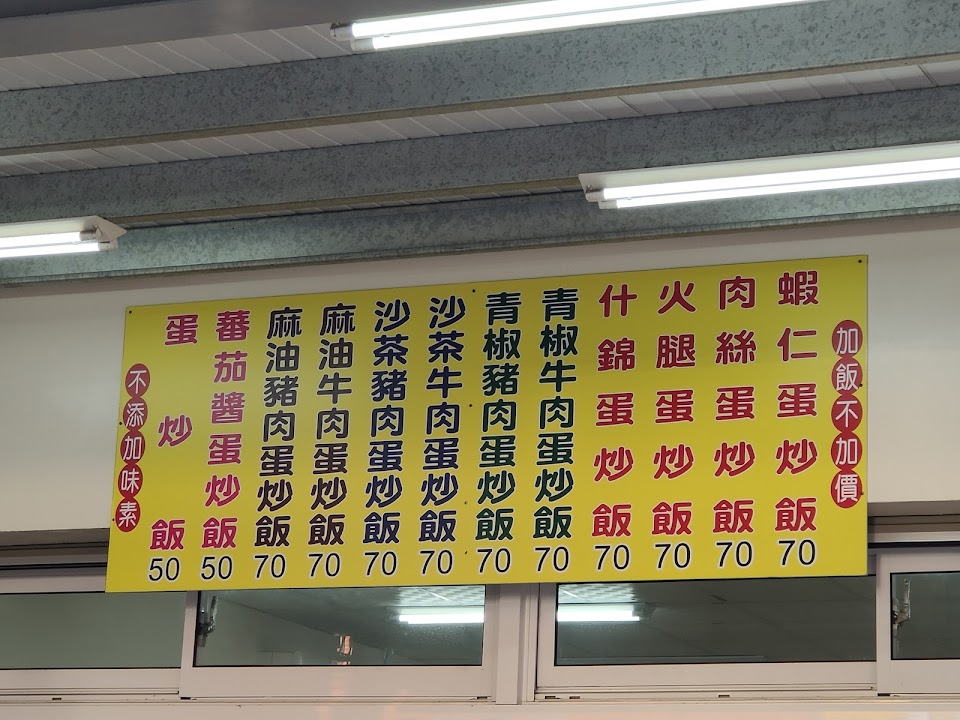 加飯不加價
蝦仁蛋炒飯 70
肉絲蛋炒飯 70
火腿蛋炒飯 70
什錦蛋炒飯 70
青椒牛肉蛋炒飯 70
青椒豬肉蛋炒飯 70
沙茶牛肉蛋炒飯 70
沙茶豬肉蛋炒飯 70
麻油牛肉蛋炒飯 70
麻油豬肉蛋炒飯 70
蕃茄醬蛋炒飯 50
蛋炒飯 50
不添加味素